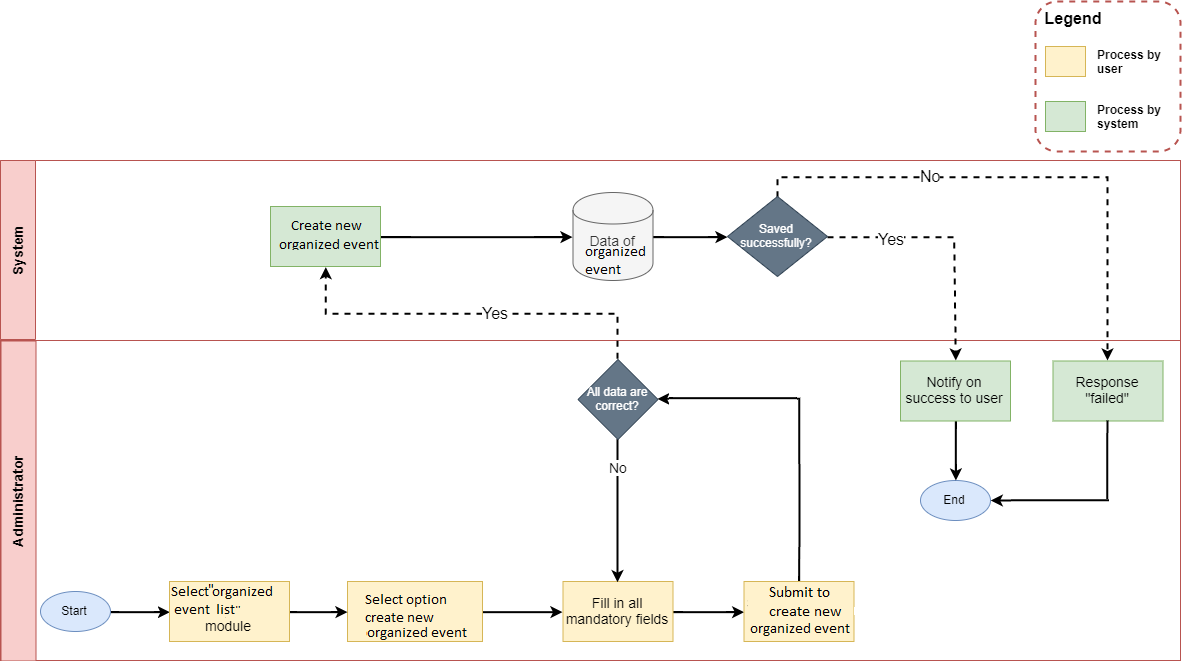 Legend
Process by
user
Process by
system
System
Create new
organized event
Data of
organized
event
Saved
successfully?
No
Yes
Yes
Administrator
All data are
correct?
No
Notify on
success to user
Response
"failed"
End
Start
Select"organized
event list"
module
Select option
create new
organized event
Fill in all
mandatory fields
Submit to
create new
organized event